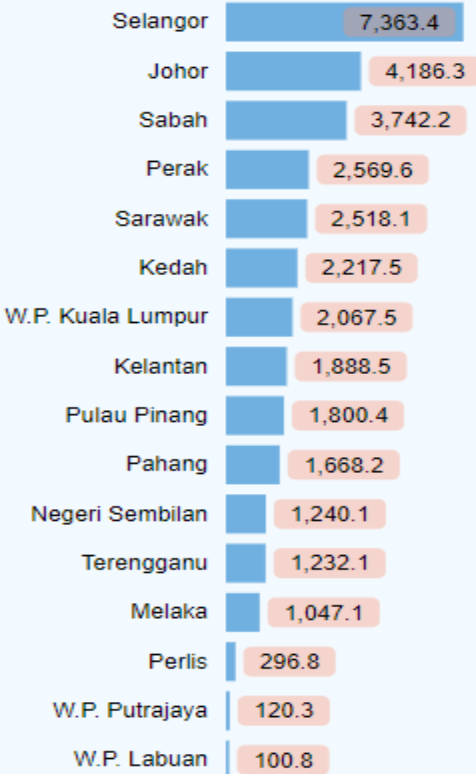 Selangor 7,363.4
Johor 4,186.3
Sabah 3,742.2
Perak 2,569.6
Sarawak 2,518.1
Kedah 2,217.5
W.P. Kuala Lumpur 2,067.5
Kelantan 1,888.5
Pulau Pinang 1,800.4
Pahang 1,668.2
Negeri Sembilan 1,240.1
Terengganu 1,232.1
Melaka 1,047.1
Perlis 296.8
W.P. Putrajaya 120.3
W.P. Labuan 100.8